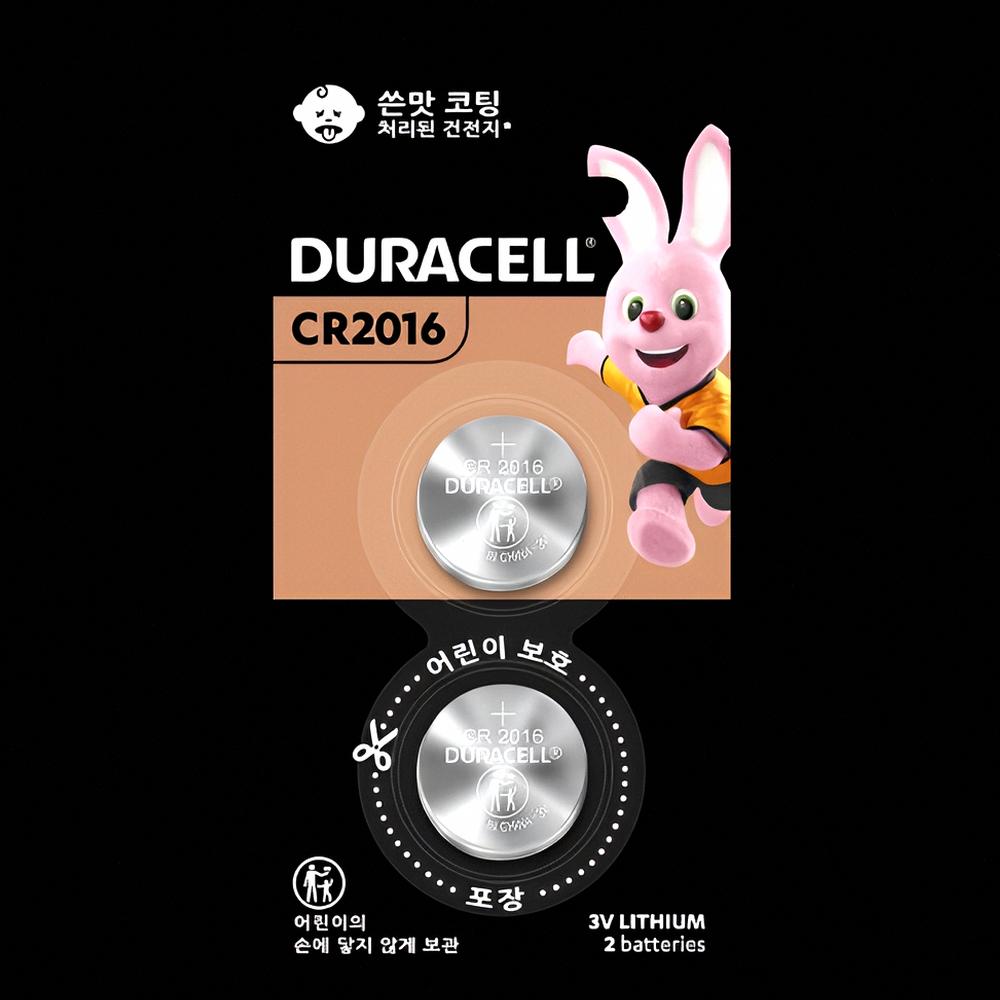 쓴맛 코팅
처리된 건전지*
DURACELL®
CR2016
+
CR 2016
DURACELL®
어린이 보호
+
CR 2016
DURACELL®
포장
어린이의
손에 닿지 않게 보관
3V LITHIUM
2 batteries